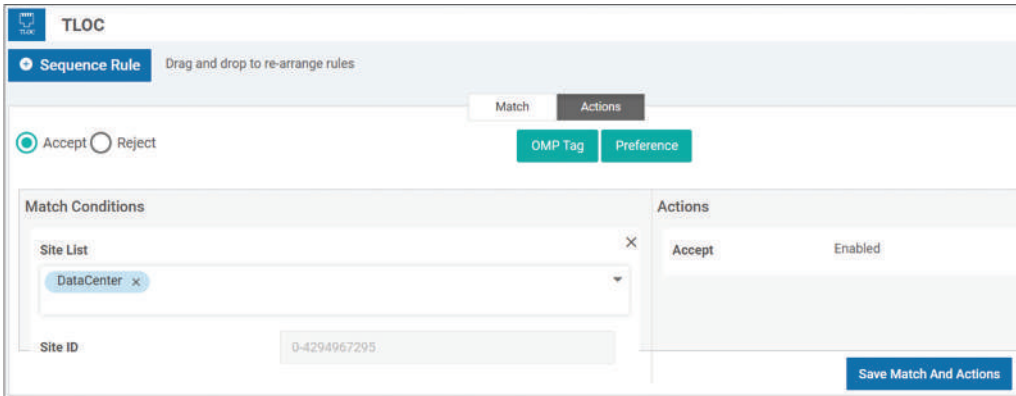 TLOC
TLOC
Sequence Rule
Drag and drop to re-arrange rules
Match
Actions
Accept
Reject
OMP Tag
Preference
Match Conditions
Actions
Site List
Accept
Enabled
DataCenter
Site ID
0-4294967295
Save Match And Actions